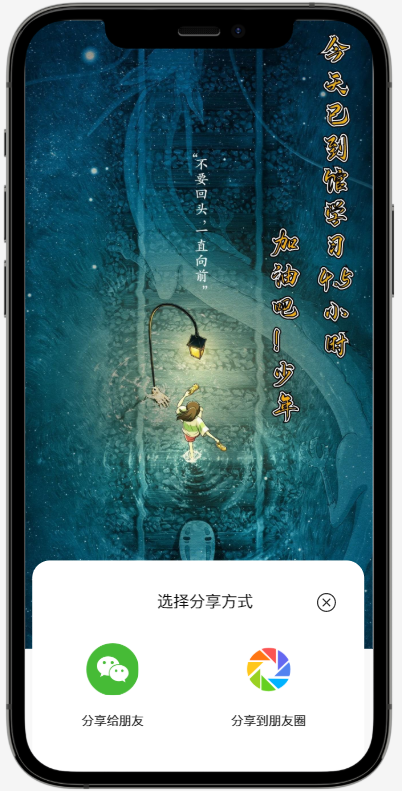 今天已到馆学习4.5小时
加油吧！少年
“不要回头，一直向前”
选择分享方式
分享给朋友
分享到朋友圈